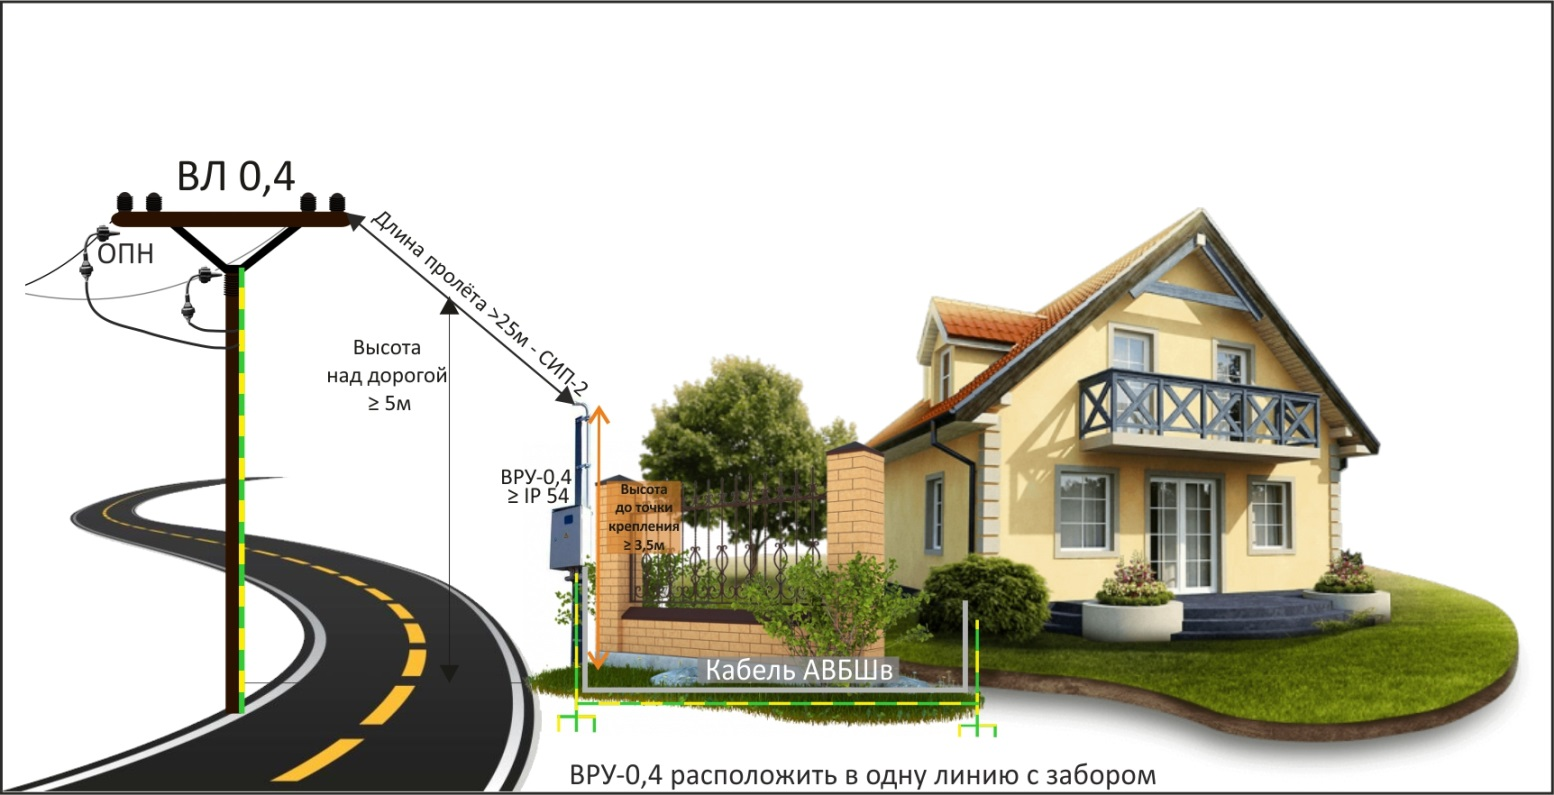 ВЛ 0,4
ОПН
Длина пролёта >25м - СИП-2
Высота
над дорогой
≥ 5м
ВРУ-0,4
≥ IP 54
Высота
до точки
крепления
≥ 3,5м
Кабель АВБШв
ВРУ-0,4 расположить в одну линию с забором